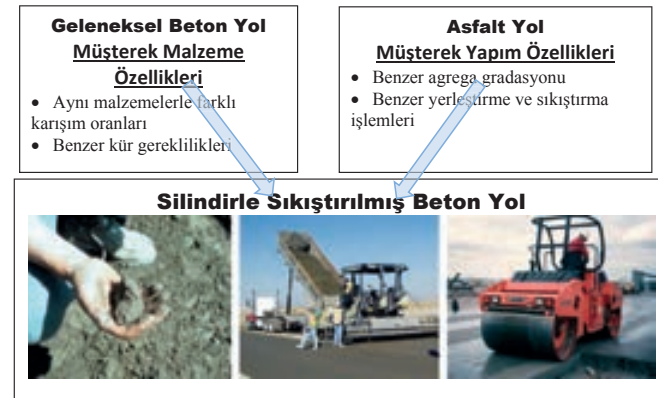 Geleneksel Beton Yol
Müşterek Malzeme
Özellikleri
• Aynı malzemelerle farklı
karışım oranları
• Benzer kür gereklilikleri
Asfalt Yol
Müşterek Yapım Özellikleri
• Benzer agrega gradasyonu
• Benzer yerleştirme ve sıkıştırma
işlemleri
Silindirle Sıkıştırılmış Beton Yol